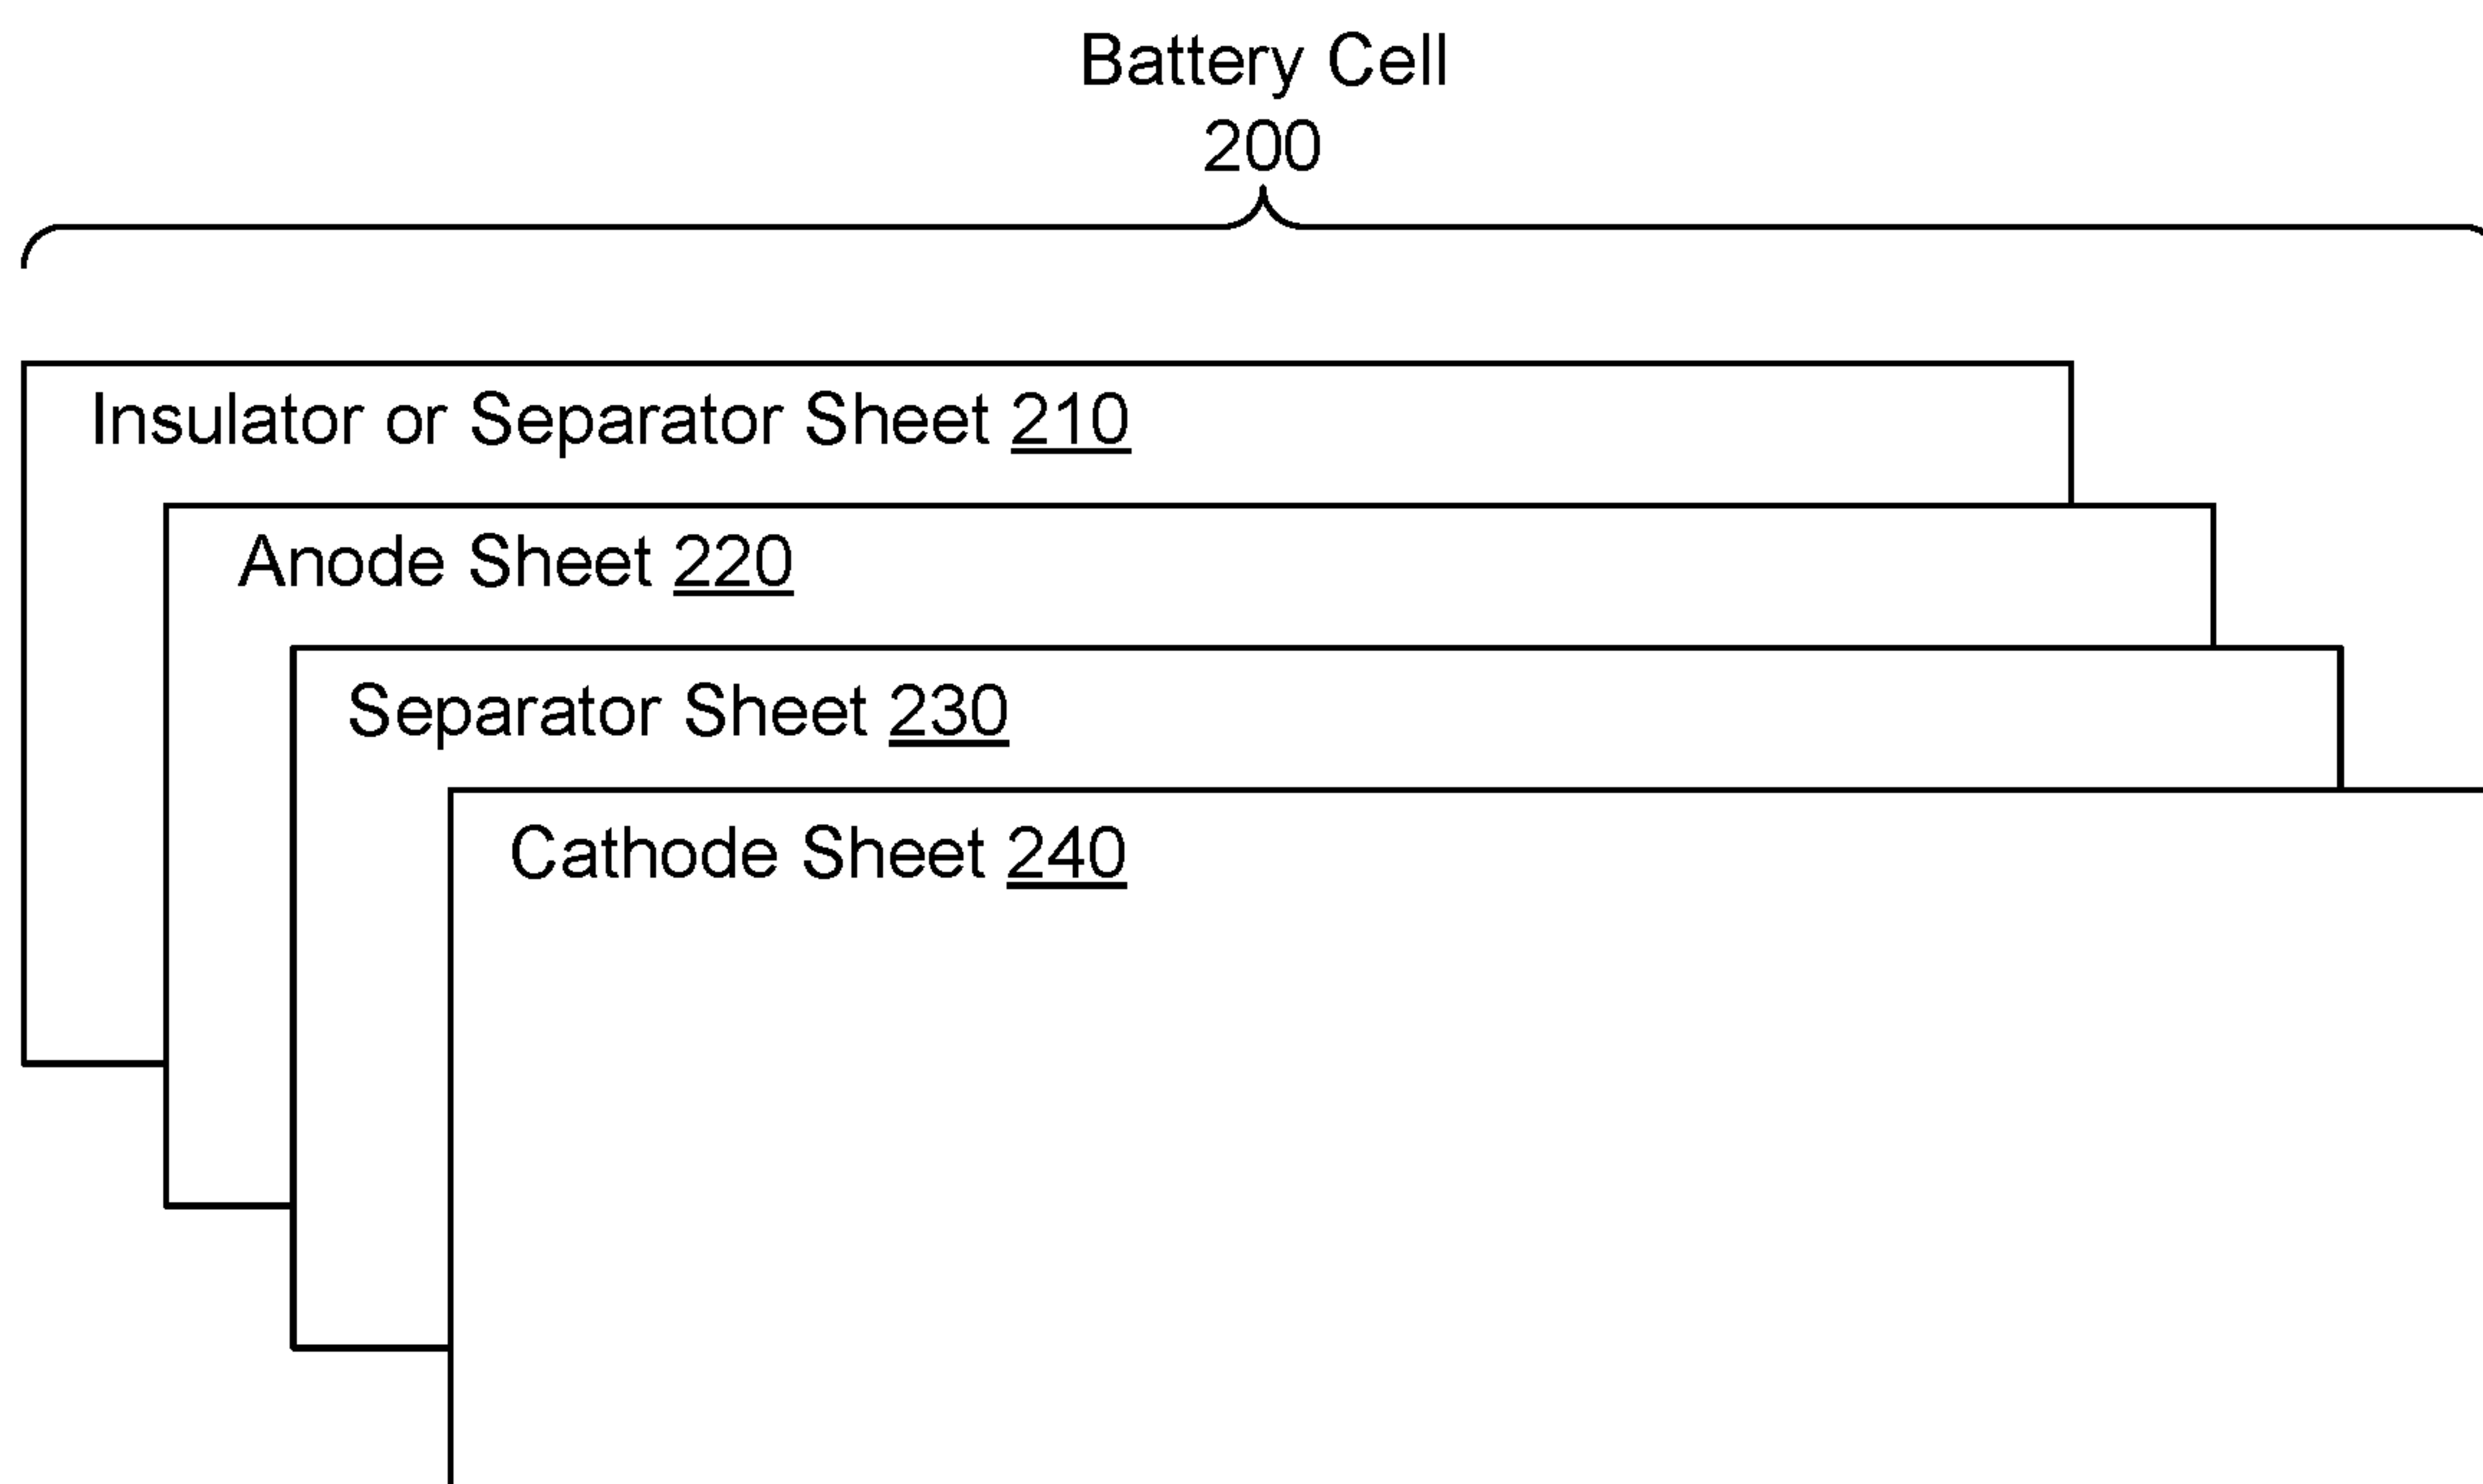 Battery Cell
200
Insulator or Separator Sheet 210
Anode Sheet 220
Separator Sheet 230
Cathode Sheet 240